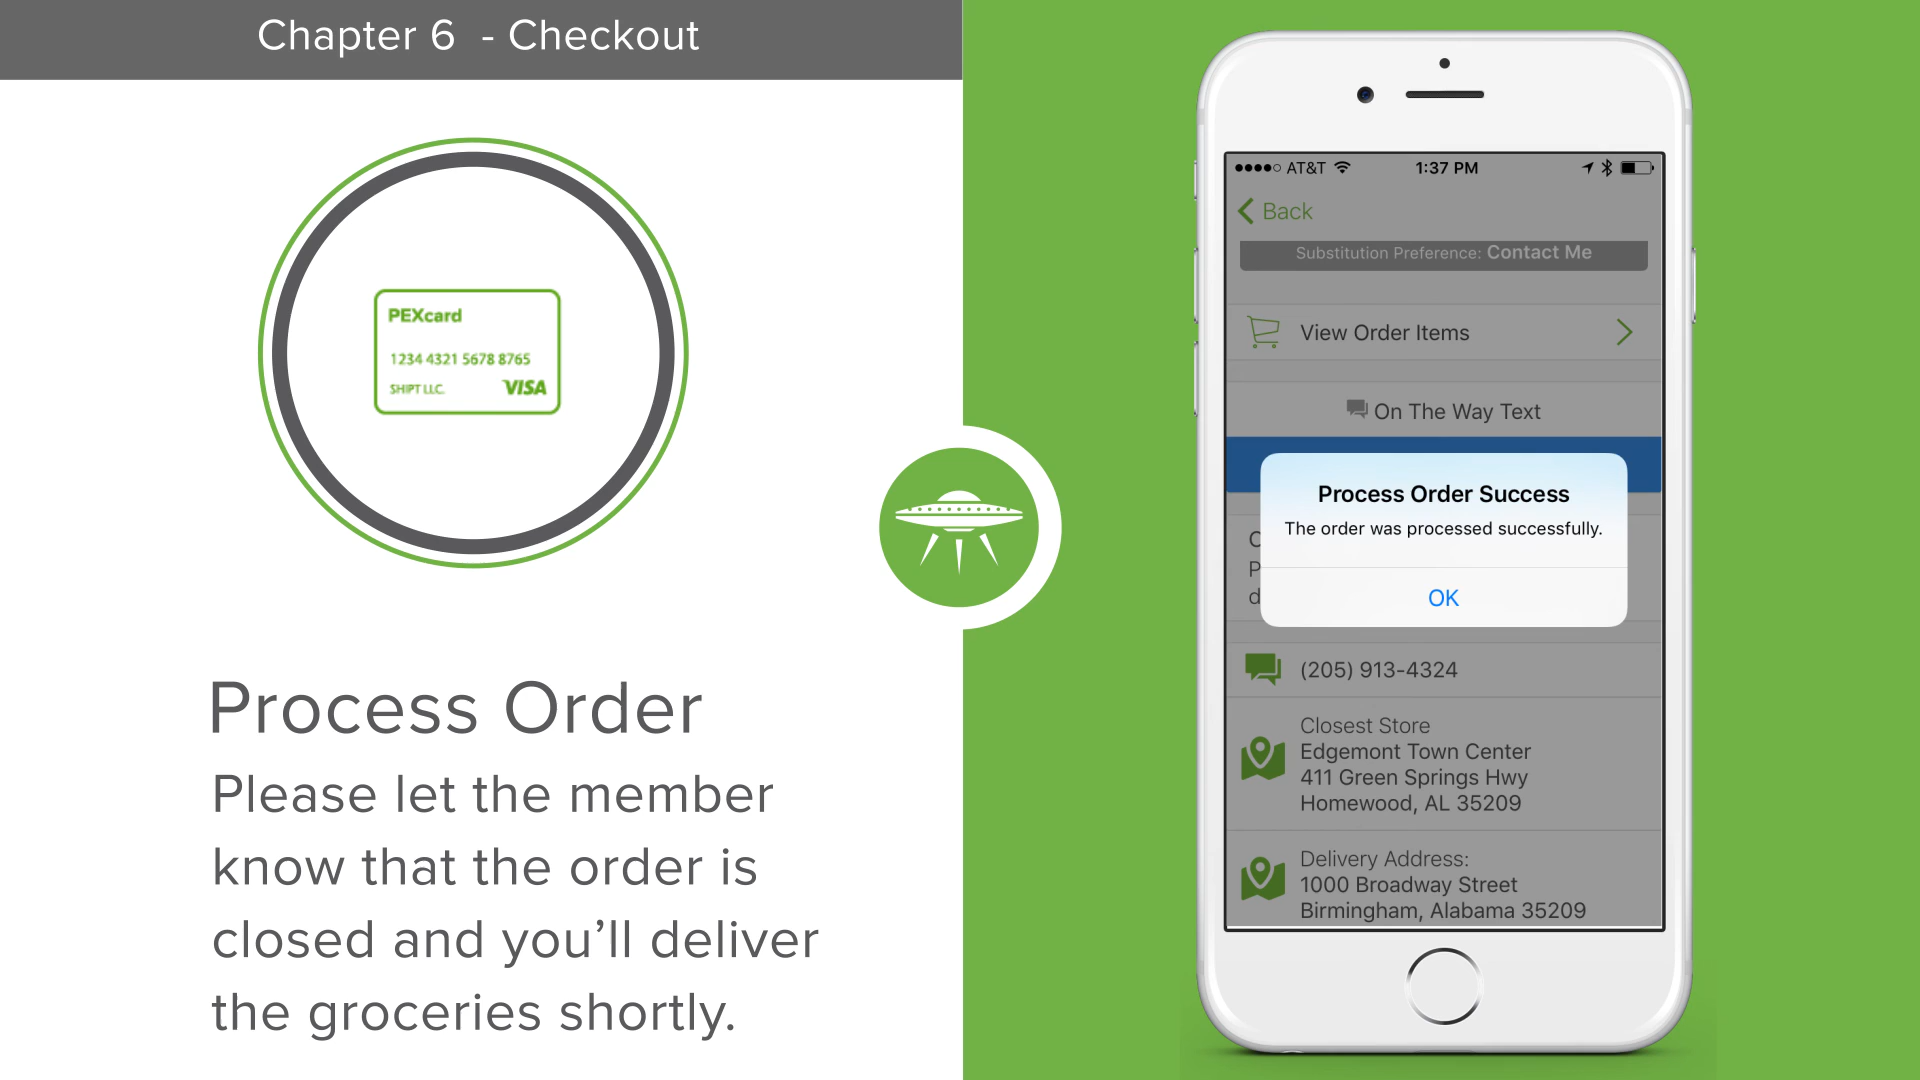 Chapter 6 - Checkout
PEXcard
1234 4321 5678 8765
SHIPT LLC.
VISA
Process Order
Please let the member
know that the order is
closed and you’ll deliver
the groceries shortly.
AT&T
1:37 PM
Back
Substitution Preference: Contact Me
View Order Items
On The Way Text
Process Order Success
The order was processed successfully.
OK
C
P
d
(205) 913-4324
Closest Store
Edgemont Town Center
411 Green Springs Hwy
Homewood, AL 35209
Delivery Address:
1000 Broadway Street
Birmingham, Alabama 35209